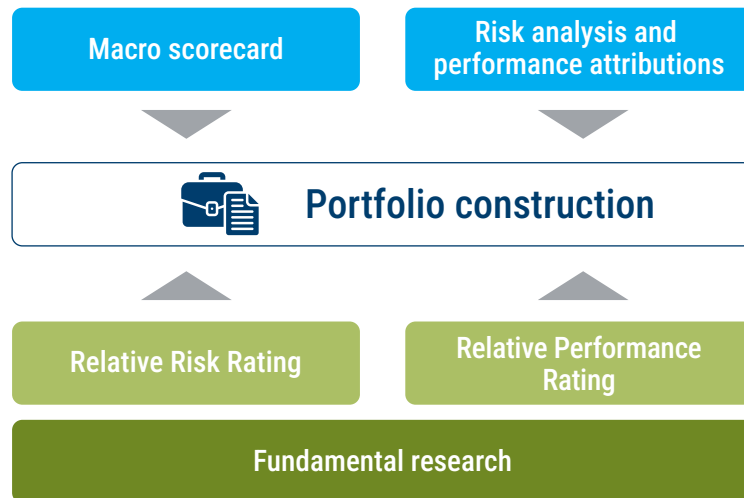 Macro scorecard
Risk analysis and
performance attributions
Portfolio construction
Relative Risk Rating
Relative Performance
Rating
Fundamental research